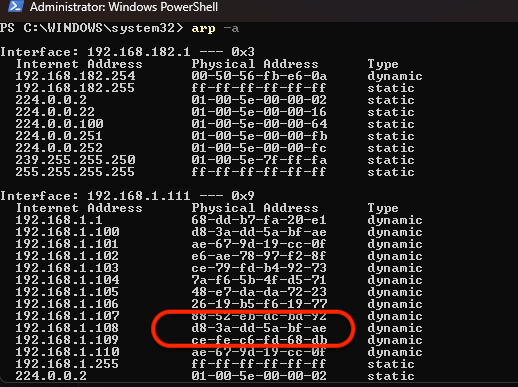 Administrator: Windows PowerShell
PS C:\WINDOWS\system32> arp -a
Interface: 192.168.182.1 --- 0x3
Internet Address Physical Address Type
192.168.182.254 00-50-56-fb-e6-0a dynamic
192.168.182.255 ff-ff-ff-ff-ff-ff static
224.0.0.2 01-00-5e-00-00-02 static
224.0.0.22 01-00-5e-00-00-16 static
224.0.0.100 01-00-5e-00-00-64 static
224.0.0.251 01-00-5e-00-00-fb static
224.0.0.252 01-00-5e-00-00-fc static
239.255.255.250 01-00-5e-7f-ff-fa static
255.255.255.255 ff-ff-ff-ff-ff-ff static
Interface: 192.168.1.111 --- 0x9
Internet Address Physical Address Type
192.168.1.1 68-dd-b7-fa-20-e1 dynamic
192.168.1.100 d8-3a-dd-5a-bf-ae dynamic
192.168.1.101 ae-67-9d-19-cc-0f dynamic
192.168.1.102 e6-ae-78-97-f2-8f dynamic
192.168.1.103 ce-79-fd-b4-92-73 dynamic
192.168.1.104 7a-f6-5b-4f-d5-71 dynamic
192.168.1.105 48-e7-da-da-72-23 dynamic
192.168.1.106 26-19-b5-f6-19-77 dynamic
192.168.1.107 dynamic
192.168.1.108 d8-3a-dd-5a-bf-ae dynamic
192.168.1.109 ce-fe-c6-fd-68-db dynamic
192.168.1.110 ae-67-9d-19-cc-0f dynamic
192.168.1.255 ff-ff-ff-ff-ff-ff static
224.0.0.2 01-00-5e-00-00-02 static